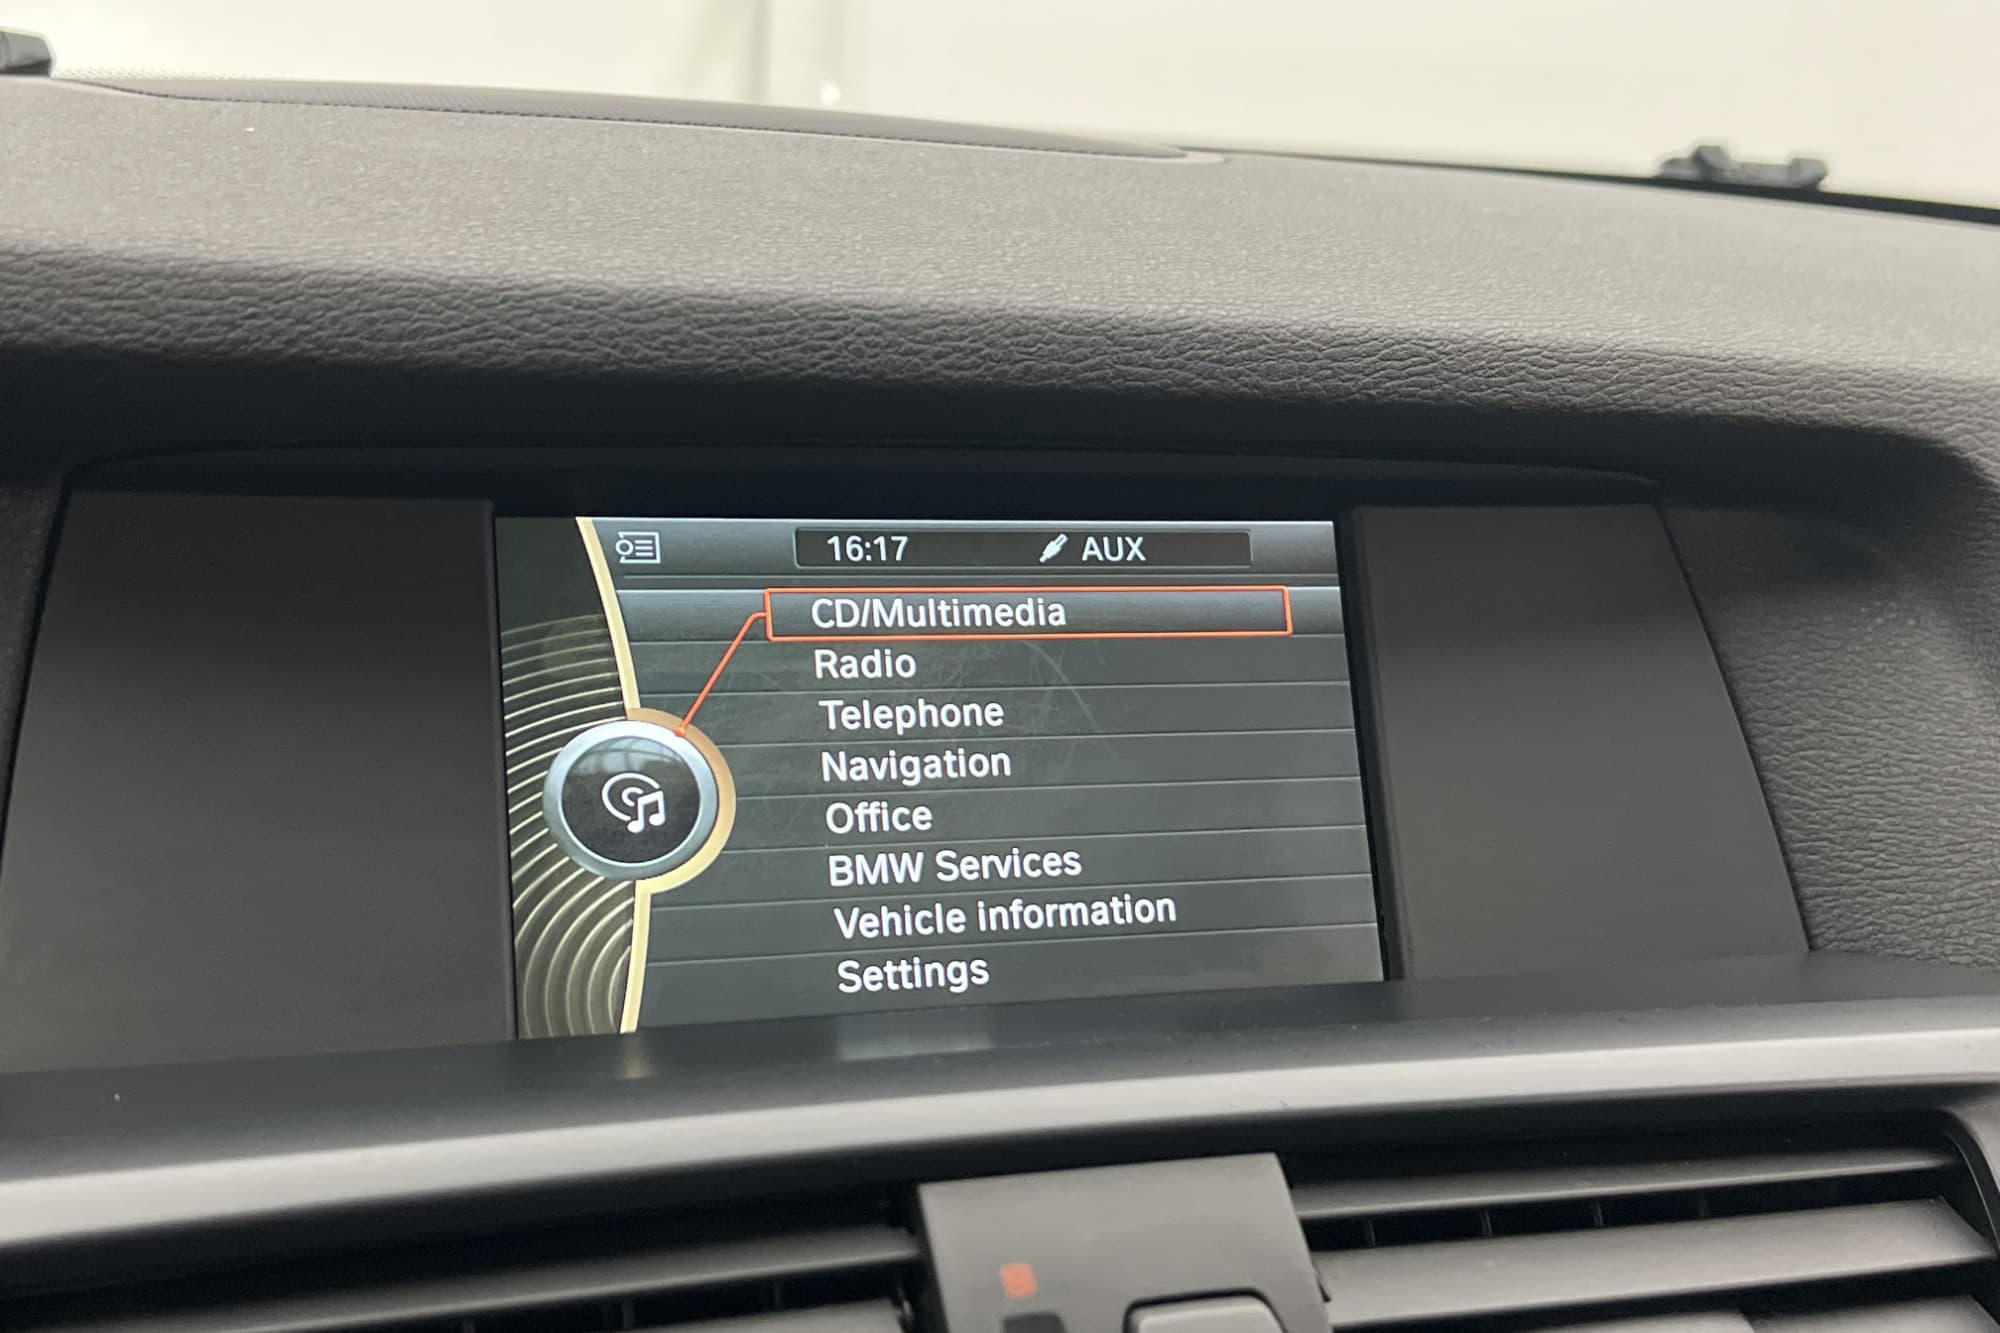 16:17 AUX
CD/Multimedia
Radio
Telephone
Navigation
Office
BMW Services
Vehicle information
Settings